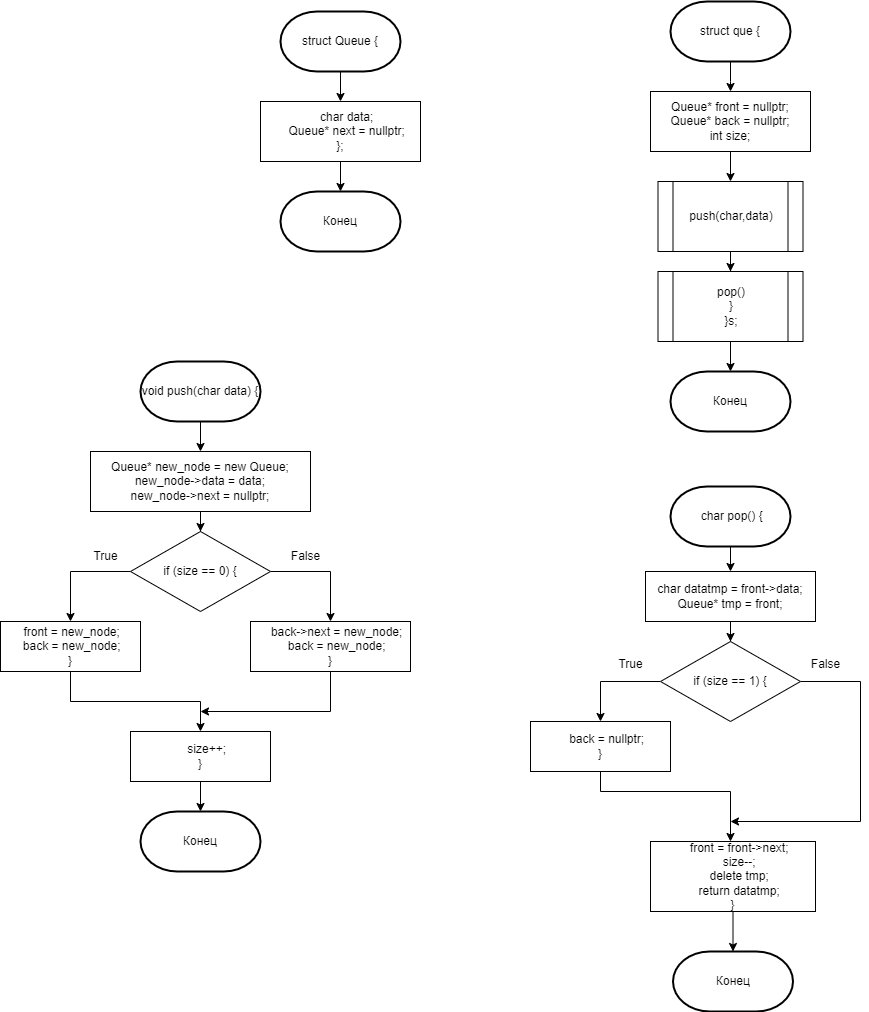 struct Queue {
char data;
Queue* next = nullptr;
};
Конец
struct que {
Queue* front = nullptr;
Queue* back = nullptr;
int size;
push(char,data)
pop()
}
}s;
Конец
void push(char data) {
Queue* new_node = new Queue;
new_node->data = data;
new_node->next = nullptr;
if (size == 0) {
True
False
front = new_node;
back = new_node;
}
back->next = new_node;
back = new_node;
}
size++;
}
Конец
char pop() {
char datatmp = front->data;
Queue* tmp = front;
if (size == 1) {
True
False
back = nullptr;
}
front = front->next;
size--;
delete tmp;
return datatmp;
}
Конец